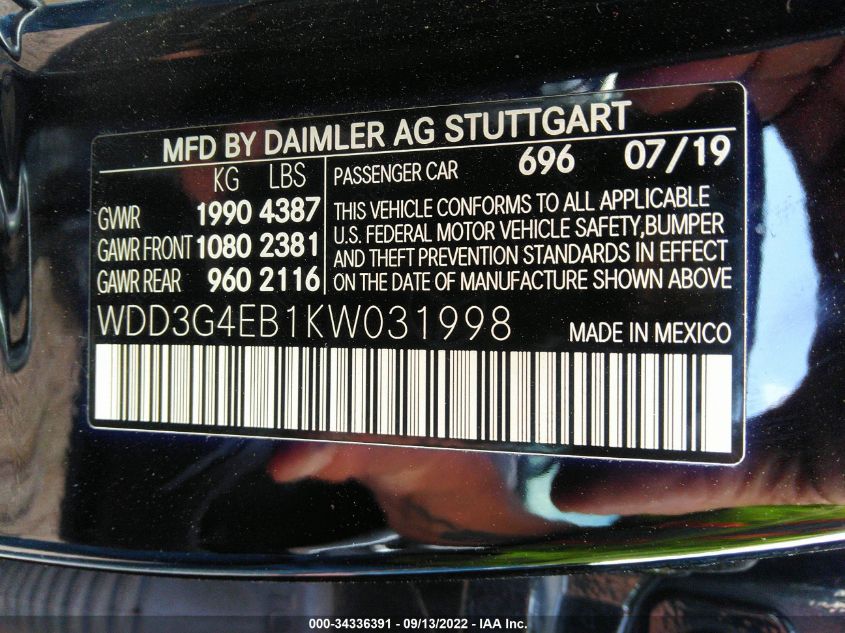 MFD BY DAIMLER AG STUTTGART
KG LBS
GVWR 1990 4387
GAWR FRONT 1080 2381
GAWR REAR 960 2116
PASSENGER CAR 696 07/19
THIS VEHICLE CONFORMS TO ALL APPLICABLE
U.S. FEDERAL MOTOR VEHICLE SAFETY,BUMPER
AND THEFT PREVENTION STANDARDS IN EFFECT
ON THE DATE OF MANUFACTURE SHOWN ABOVE
WDD3G4EB1KW031998 MADE IN MEXICO
000-34336391 - 09/13/2022 - IAA Inc.